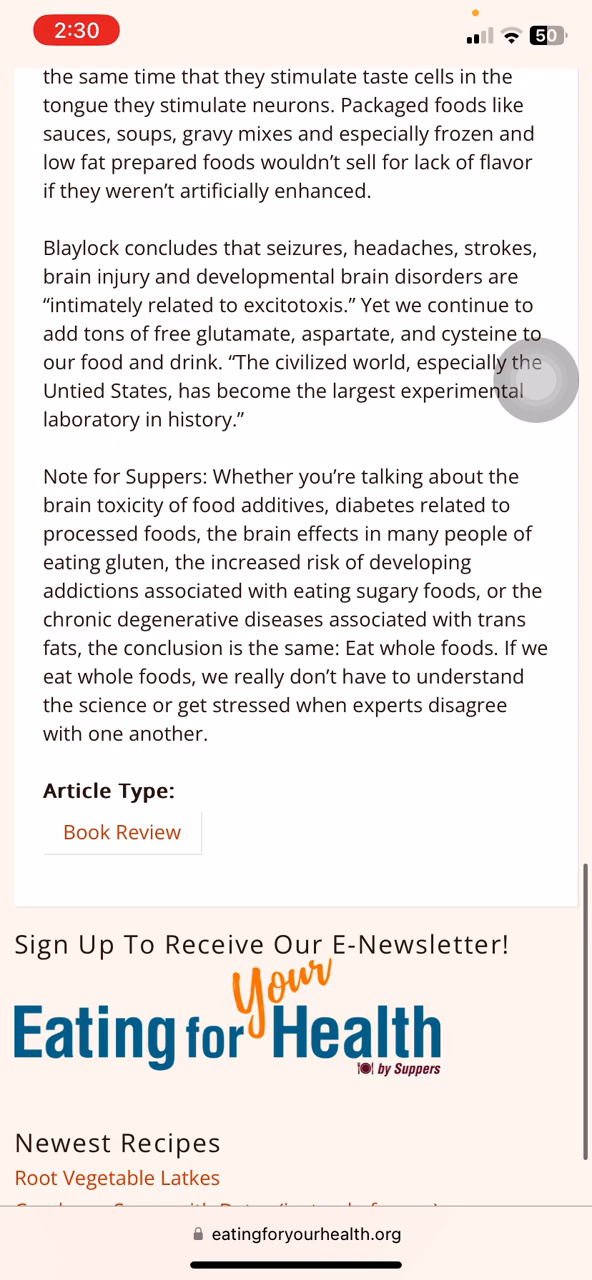 2:30
50
the same time that they stimulate taste cells in the
tongue they stimulate neurons. Packaged foods like
sauces, soups, gravy mixes and especially frozen and
low fat prepared foods wouldn’t sell for lack of flavor
if they weren’t artificially enhanced.
Blaylock concludes that seizures, headaches, strokes,
brain injury and developmental brain disorders are
“intimately related to excitotoxis.” Yet we continue to
add tons of free glutamate, aspartate, and cysteine to
our food and drink. “The civilized world, especially the
Untied States, has become the largest experimental
laboratory in history.”
Note for Suppers: Whether you’re talking about the
brain toxicity of food additives, diabetes related to
processed foods, the brain effects in many people of
eating gluten, the increased risk of developing
addictions associated with eating sugary foods, or the
chronic degenerative diseases associated with trans
fats, the conclusion is the same: Eat whole foods. If we
eat whole foods, we really don’t have to understand
the science or get stressed when experts disagree
with one another.
Article Type:
Book Review
Sign Up To Receive Our E-Newsletter!
Eating for Your Health
by Suppers
Newest Recipes
Root Vegetable Latkes
eatingforyourhealth.org